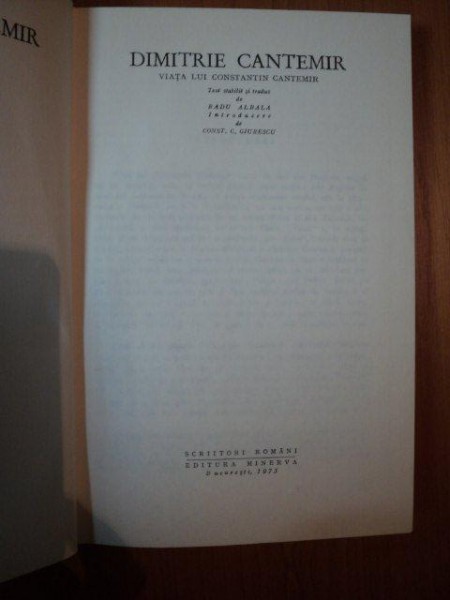 EMIR
DIMITRIE CANTEMIR
VIAȚA LUI CONSTANTIN CANTEMIR
Text stabilit și tradus
de
RADU ALBALA
Introducere
de
CONST. C. GIURESCU
SCRIITORI ROMÂNI
EDITURA MINERVA
București, 1973